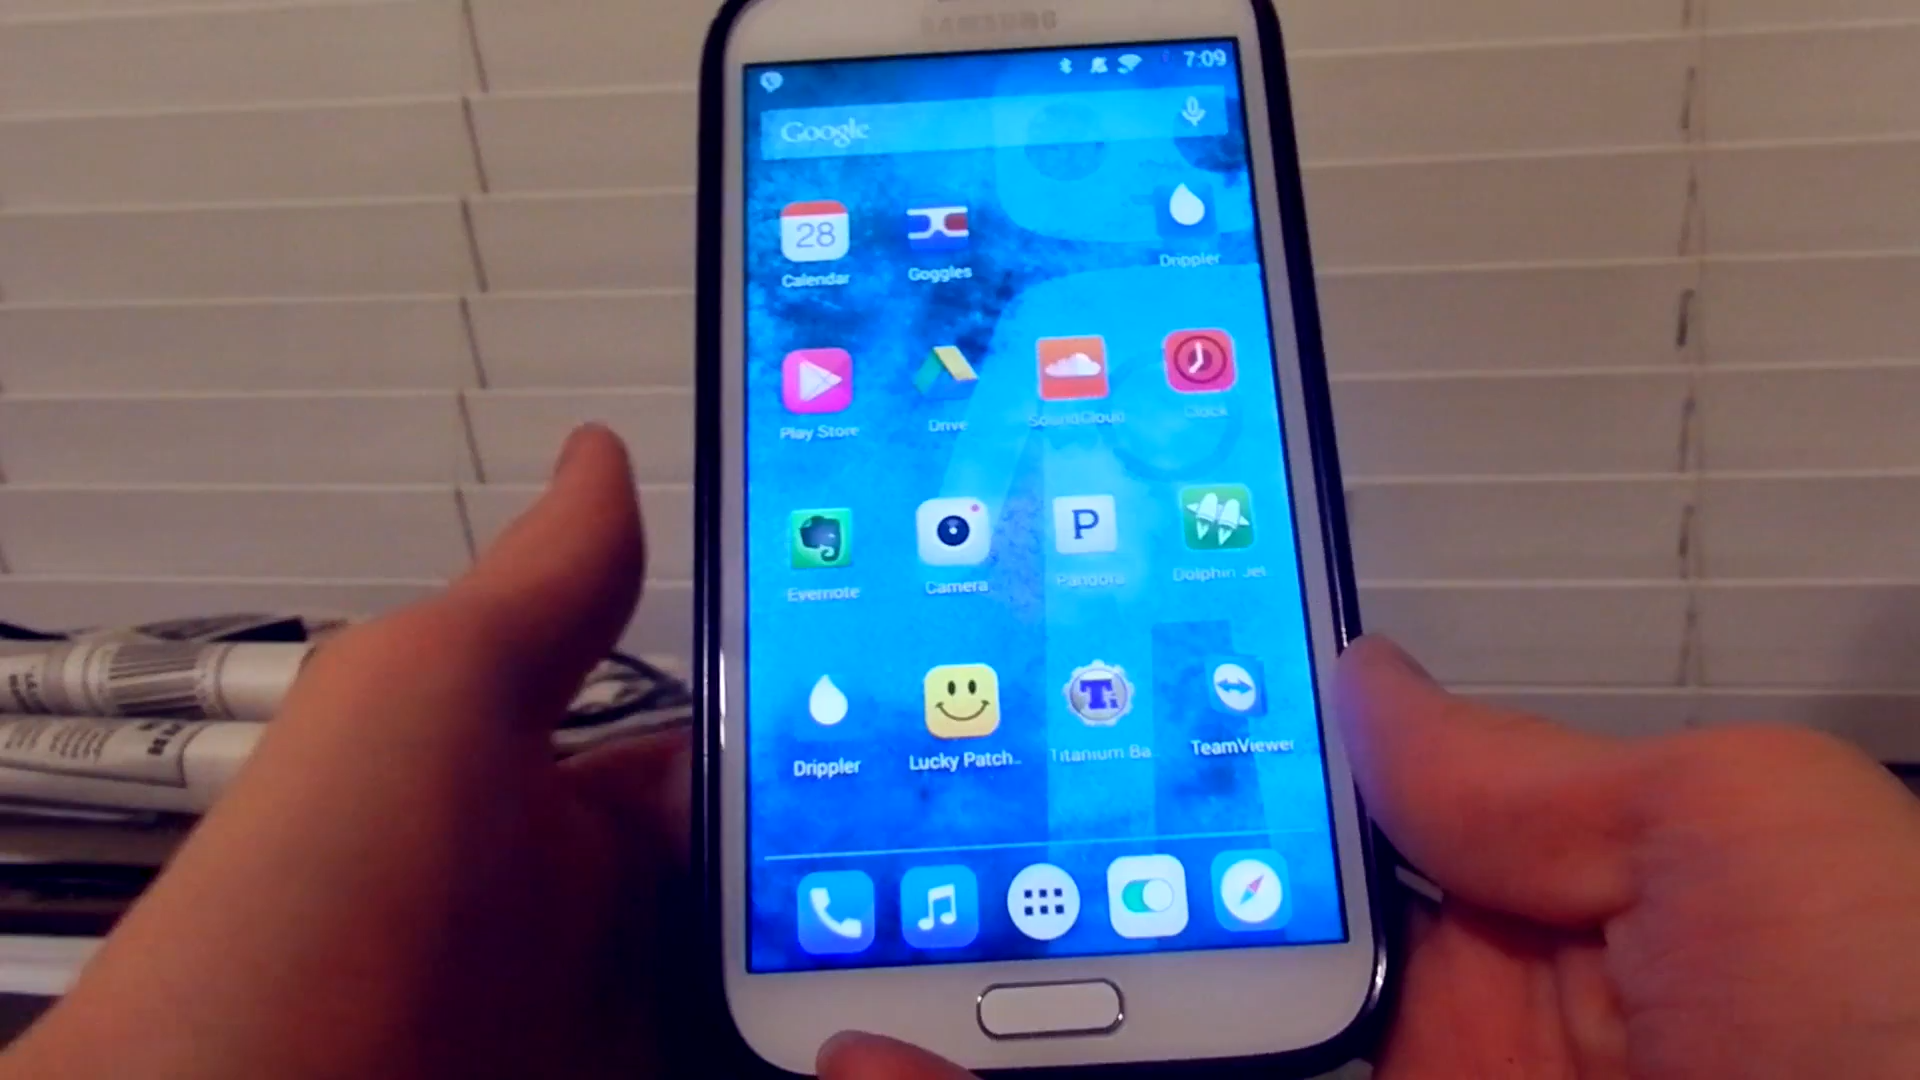 SAMSUNG
7:09
Google
28
Calendar
Goggles
Drippler
Play Store
Drive
SoundCloud
Clock
P
Evernote
Camera
Pandora
Dolphin Jet..
T
Drippler
Lucky Patch..
Titanium Ba
TeamViewer